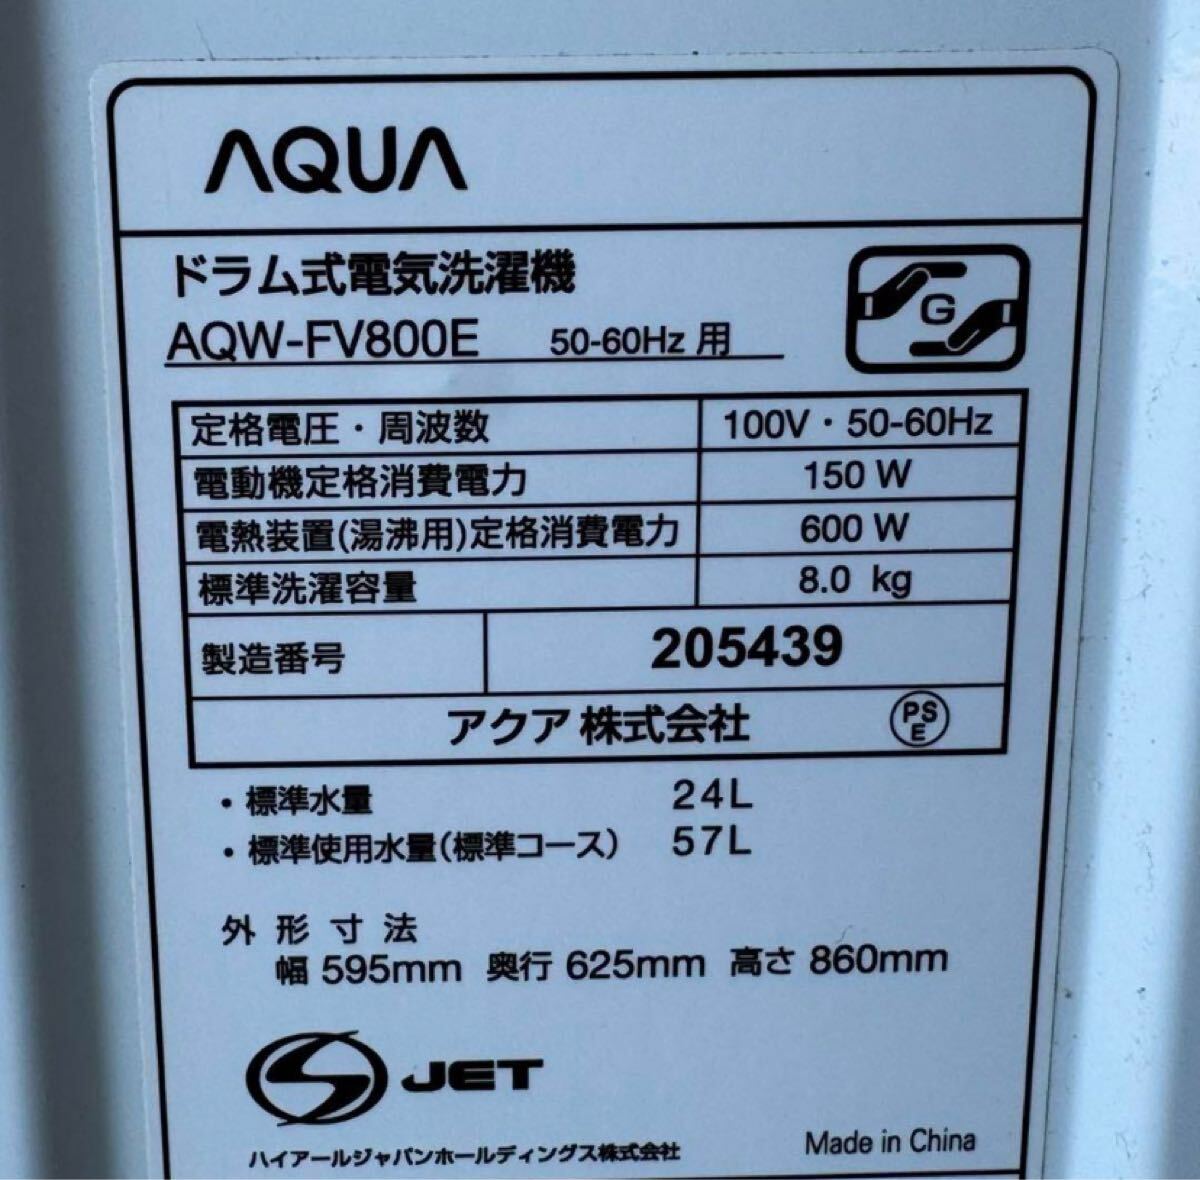 AQUA
ドラム式電気洗濯機
AQW-FV800E 50-60Hz 用
G
定格電圧・周波数 100V・50-60Hz
電動機定格消費電力 150 W
電熱装置(湯沸用)定格消費電力 600 W
標準洗濯容量 8.0 kg
製造番号 205439
アクア 株式会社 PSE
・標準水量 24L
・標準使用水量(標準コース) 57L
外形寸法
幅 595mm 奥行 625mm 高さ 860mm
JET
ハイアールジャパンホールディングス株式会社 Made in China